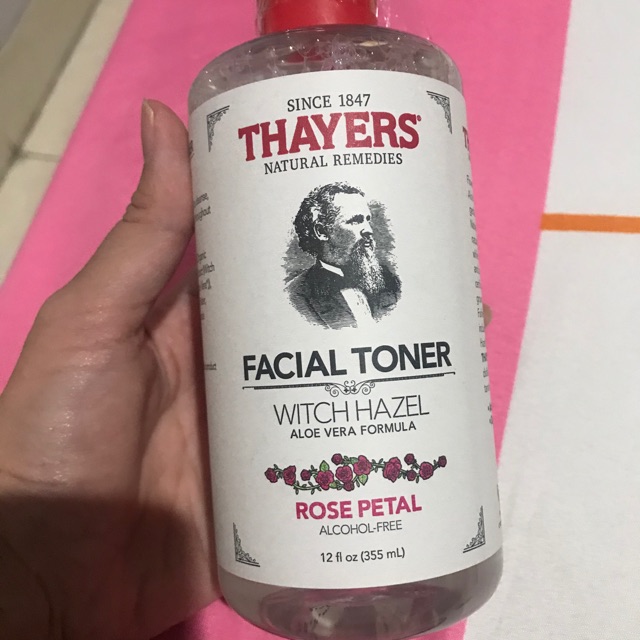 SINCE 1847
THAYERS®
NATURAL REMEDIES
FACIAL TONER
WITCH HAZEL
ALOE VERA FORMULA
ROSE PETAL
ALCOHOL-FREE
12 fl oz (355 mL)